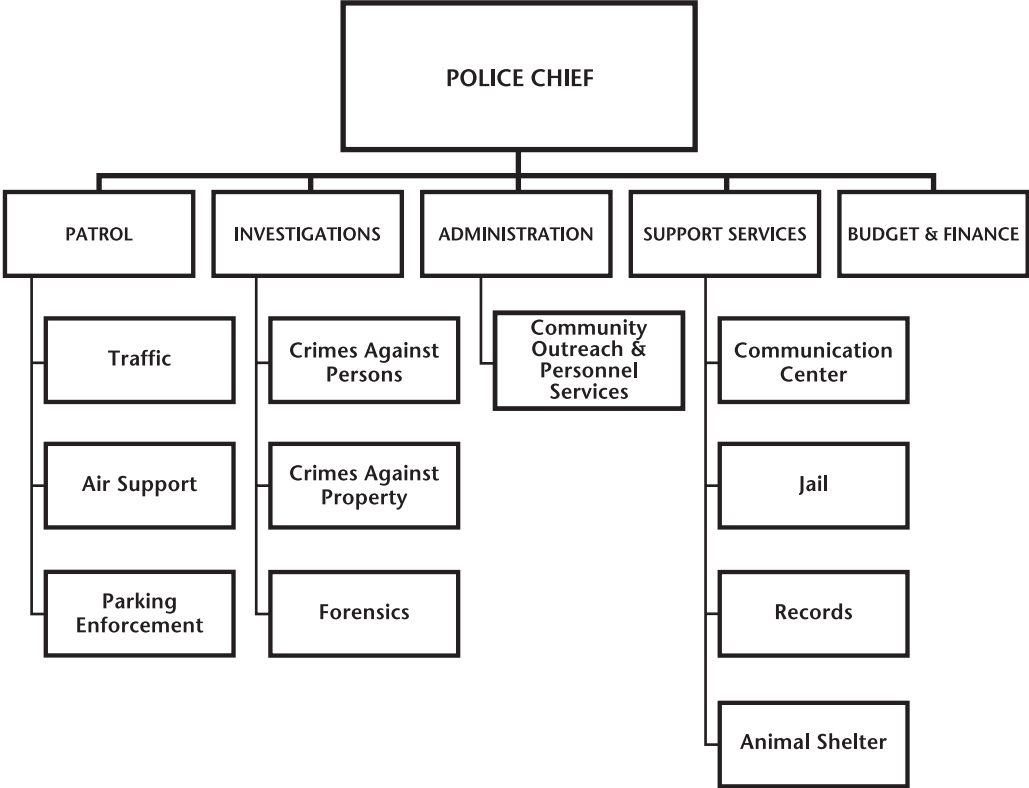 POLICE CHIEF
PATROL
INVESTIGATIONS
ADMINISTRATION
SUPPORT SERVICES
BUDGET & FINANCE
Traffic
Air Support
Parking
Enforcement
Crimes Against
Persons
Crimes Against
Property
Forensics
Community
Outreach &
Personnel
Services
Communication
Center
Jail
Records
Animal Shelter